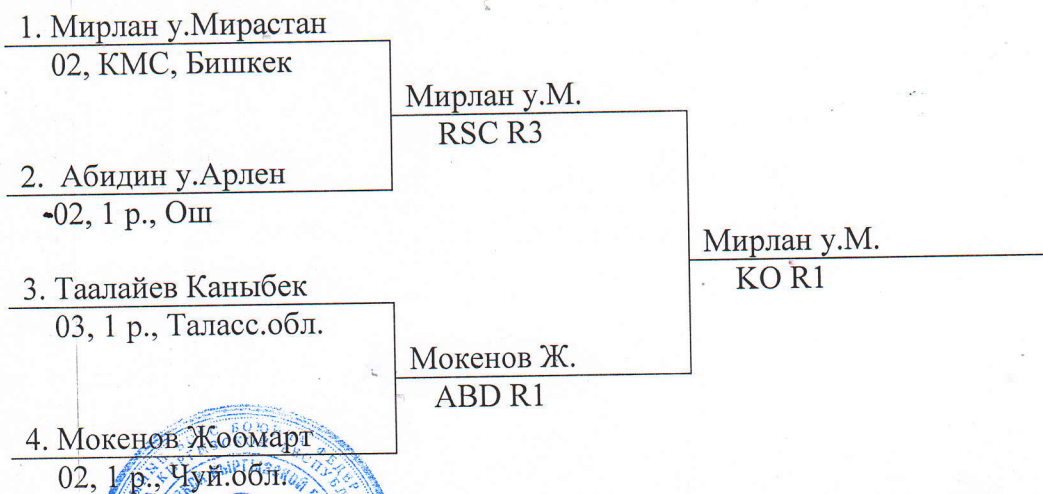 1. Мирлан у.Мирастан
02, КМС, Бишкек
Мирлан у.М.
RSC R3
2. Абидин у.Арлен
02, 1 р., Ош
Мирлан у.М.
KO R1
3. Таалайев Каныбек
03, 1 р., Таласс.обл.
Мокенов Ж.
ABD R1
4. Мокенов Жоомарт
02, 1 р., Чуй.обл.